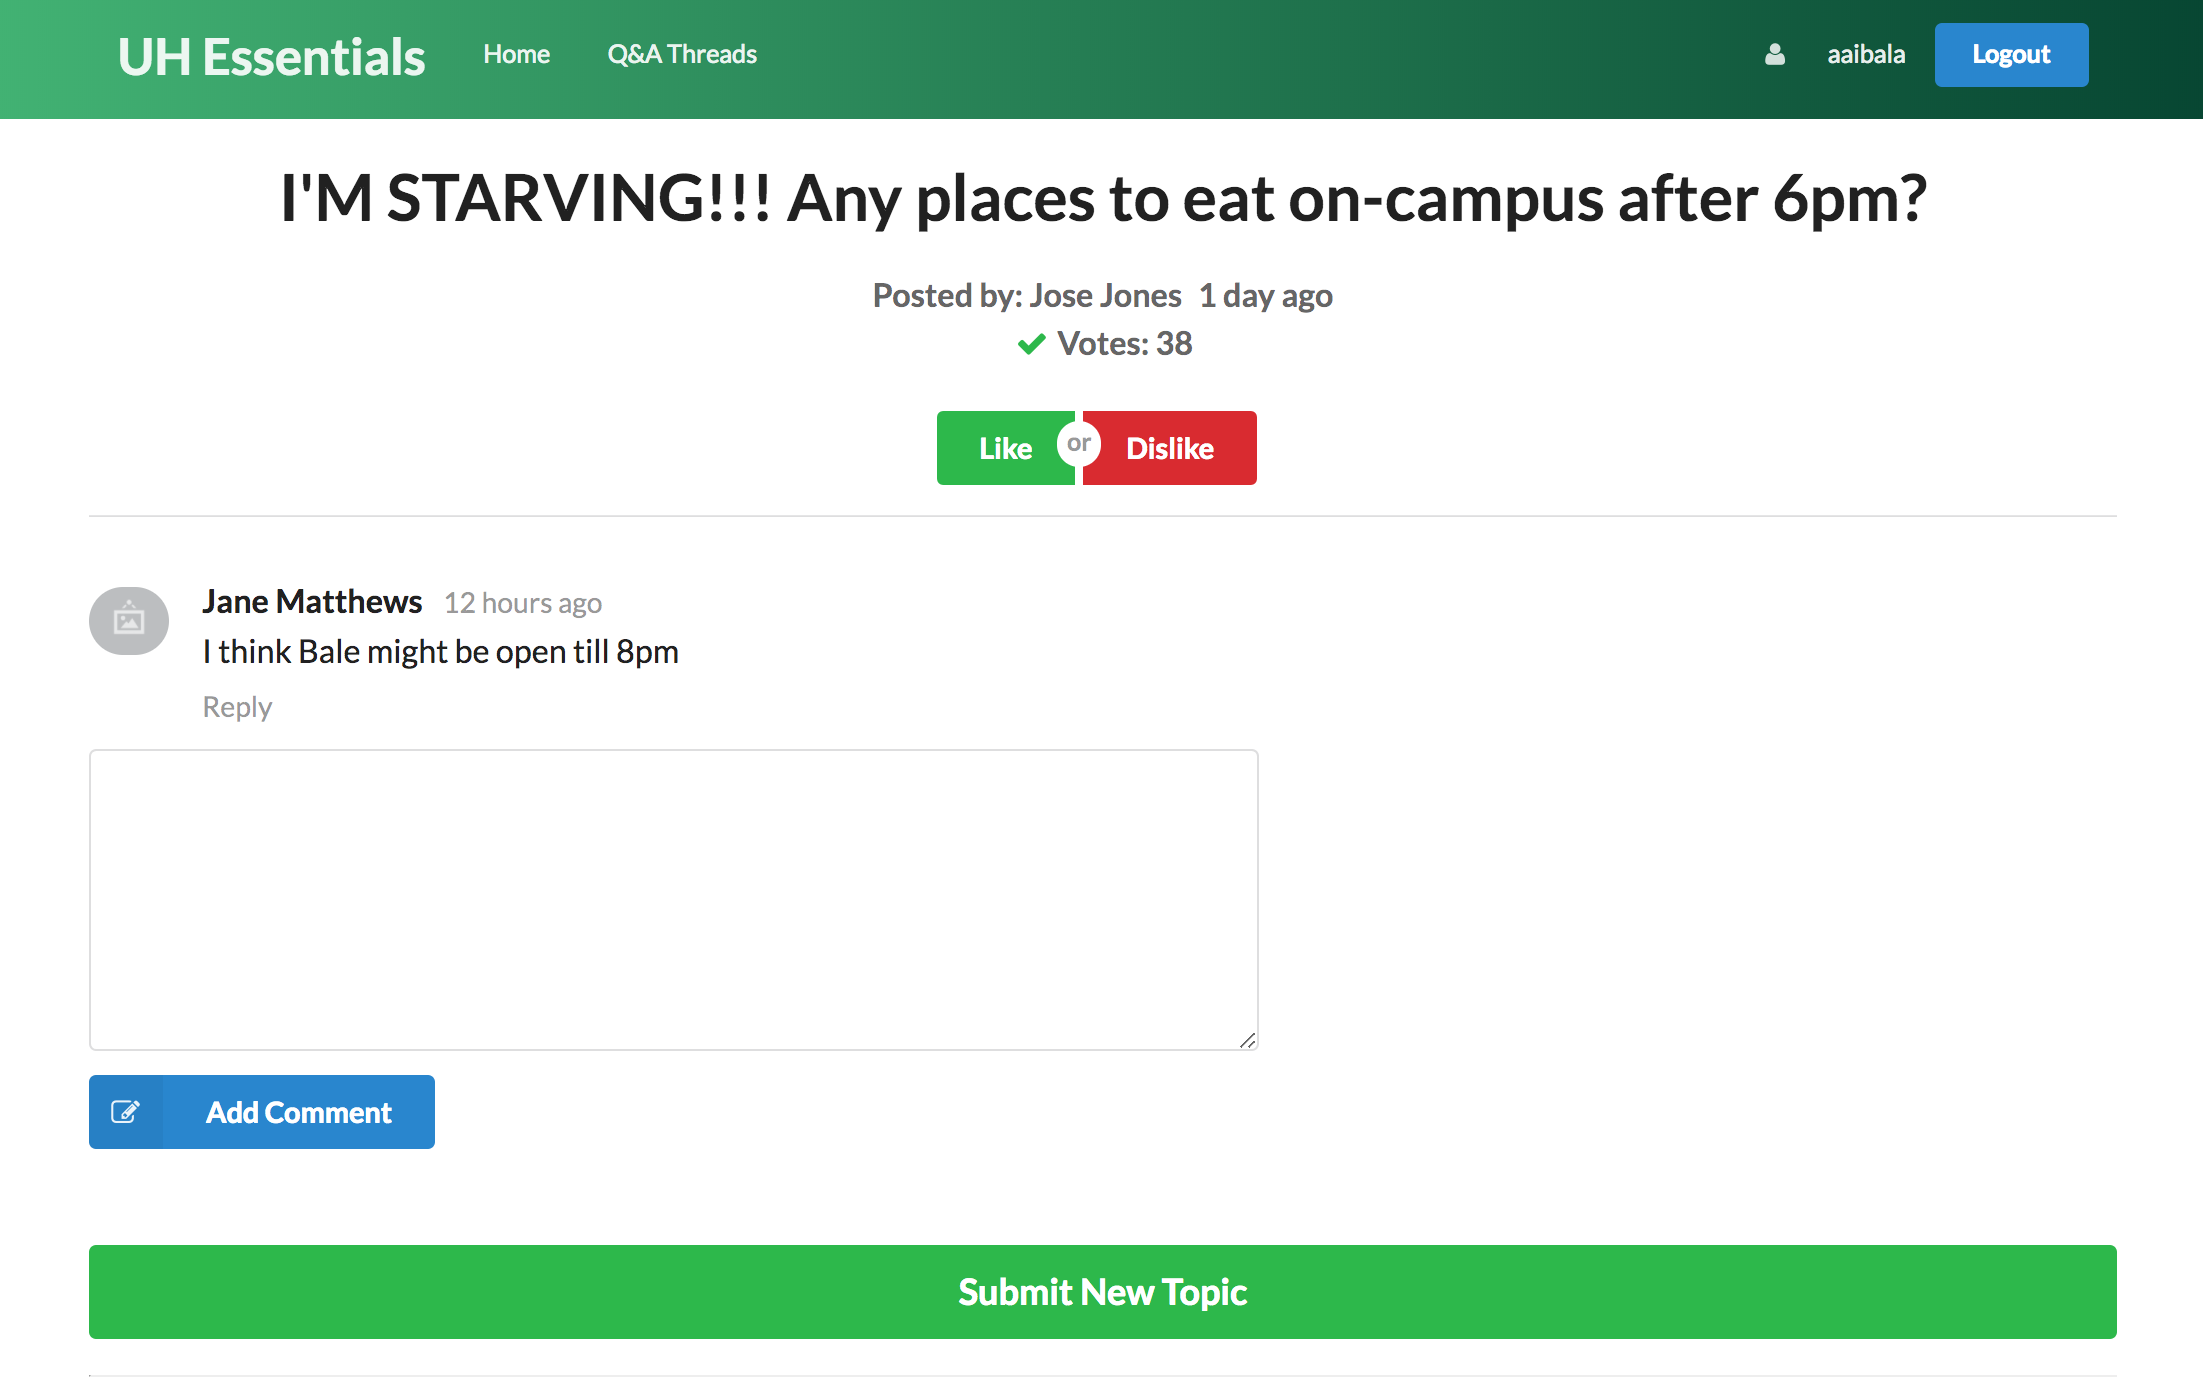 UH Essentials Home Q&A Threads aaibala Logout
I'M STARVING!!! Any places to eat on-campus after 6pm?
Posted by: Jose Jones 1 day ago
Votes: 38
Like or Dislike
Jane Matthews 12 hours ago
I think Bale might be open till 8pm
Reply
Add Comment
Submit New Topic